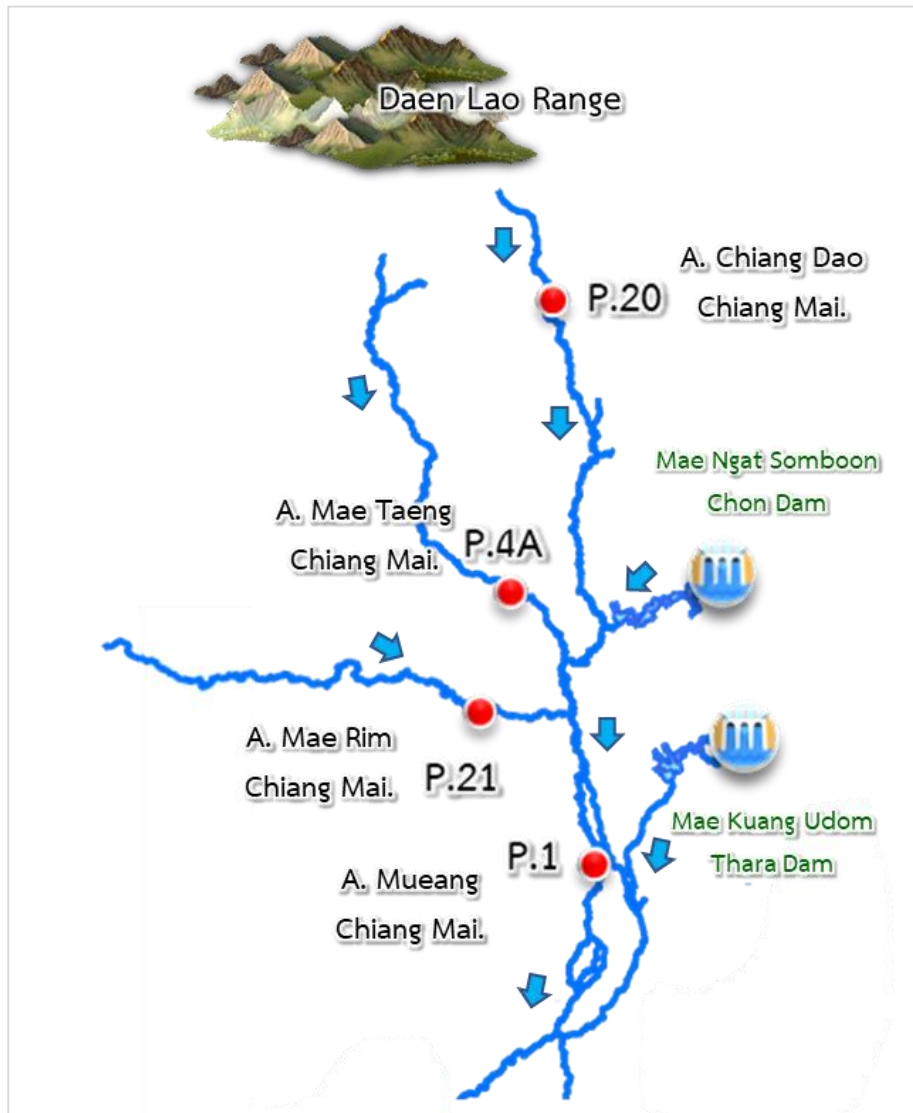 Daen Lao Range
A. Chiang Dao
Chiang Mai.
P.20
Mae Ngat Somboon
Chon Dam
A. Mae Taeng
Chiang Mai.
P.4A
A. Mae Rim
Chiang Mai.
P.21
Mae Kuang Udom
Thara Dam
P.1
A. Mueang
Chiang Mai.